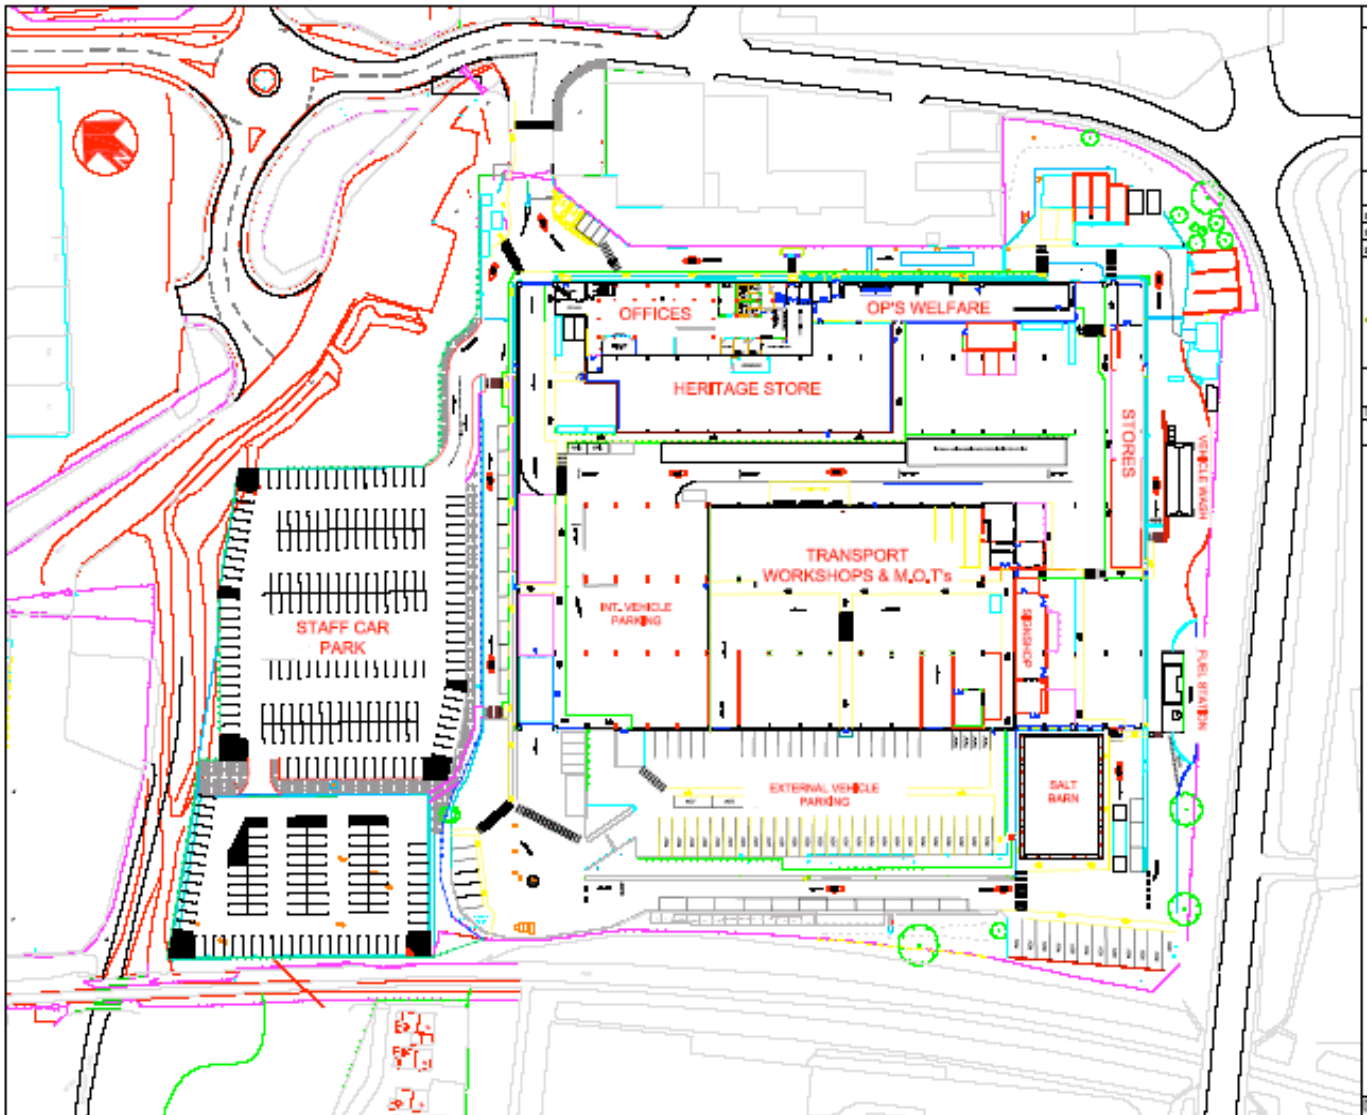 OFFICES
OP'S WELFARE
HERITAGE STORE
STORES
VEHICLE WASH
TRANSPORT
WORKSHOPS & M.O.T's
INT. VEHICLE
PARKING
SIGNSHOP
STAFF CAR
PARK
FUEL STATION
EXTERNAL VEHICLE
PARKING
SALT
BARN